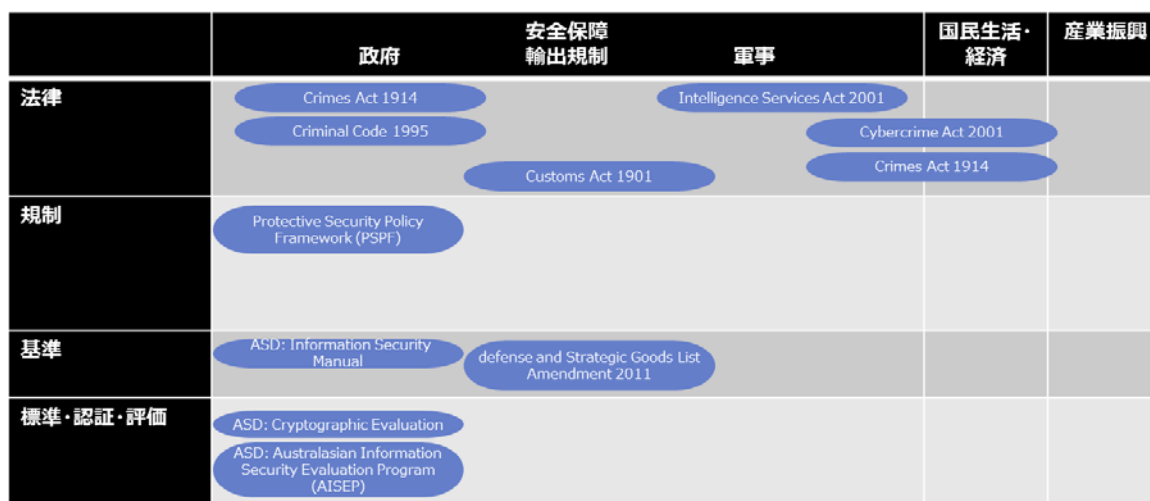 安全保障
政府 輸出規制 軍事
国民生活・
経済
産業振興
法律
Crimes Act 1914
Intelligence Services Act 2001
Criminal Code 1995
Cybercrime Act 2001
Customs Act 1901
Crimes Act 1914
規制
Protective Security Policy
Framework (PSPF)
基準
ASD: Information Security
Manual
defense and Strategic Goods List
Amendment 2011
標準・認証・評価
ASD: Cryptographic Evaluation
ASD: Australasian Information
Security Evaluation Program
(AISEP)